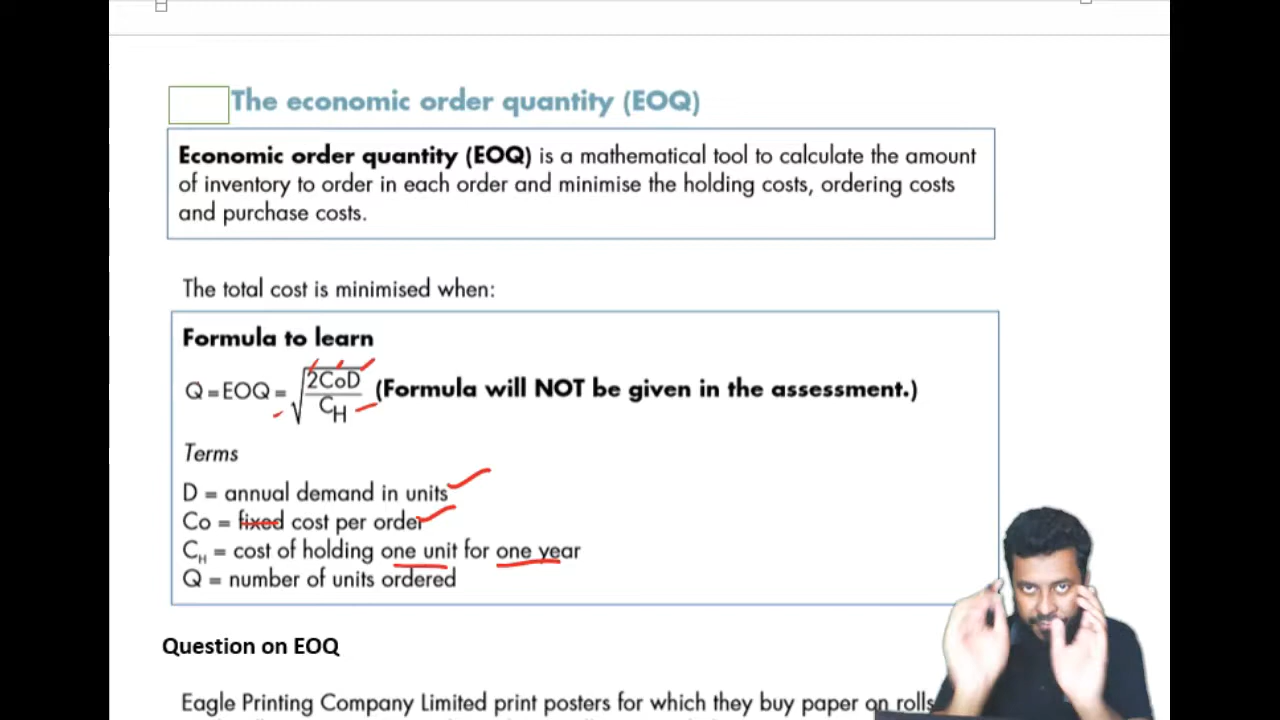 The economic order quantity (EOQ)
Economic order quantity (EOQ) is a mathematical tool to calculate the amount
of inventory to order in each order and minimise the holding costs, ordering costs
and purchase costs.
The total cost is minimised when:
Formula to learn
Q = EOQ = √(2CoD / CH) (Formula will NOT be given in the assessment.)
Terms
D = annual demand in units
Co = fixed cost per order
CH = cost of holding one unit for one year
Q = number of units ordered
Question on EOQ
Eagle Printing Company Limited print posters for which they buy paper on rolls